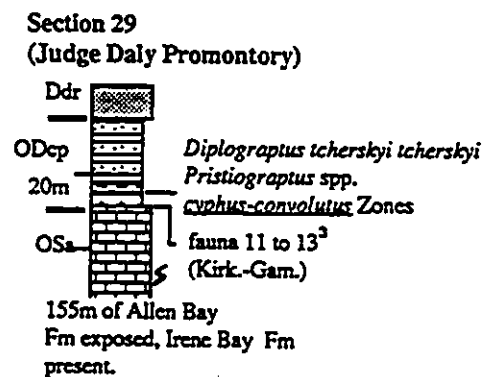 Section 29
(Judge Daly Promontory)
Ddr
ODcp
20m
OSa
Diplograptus tcherskyi tcherskyi
Pristiograptus spp.
cyphus-convolutus Zones
fauna 11 to 13³
(Kirk.-Gam.)
155m of Allen Bay
Fm exposed, Irene Bay Fm
present.